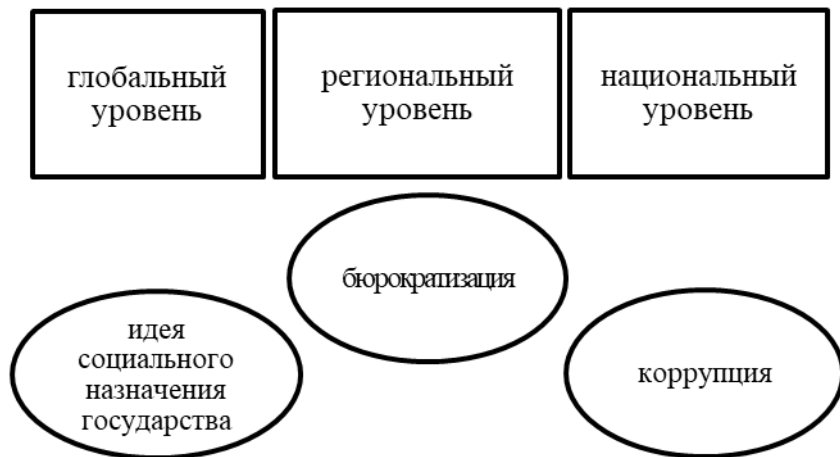 глобальный
уровень
региональный
уровень
национальный
уровень
бюрократизация
идея
социального
назначения
государства
коррупция